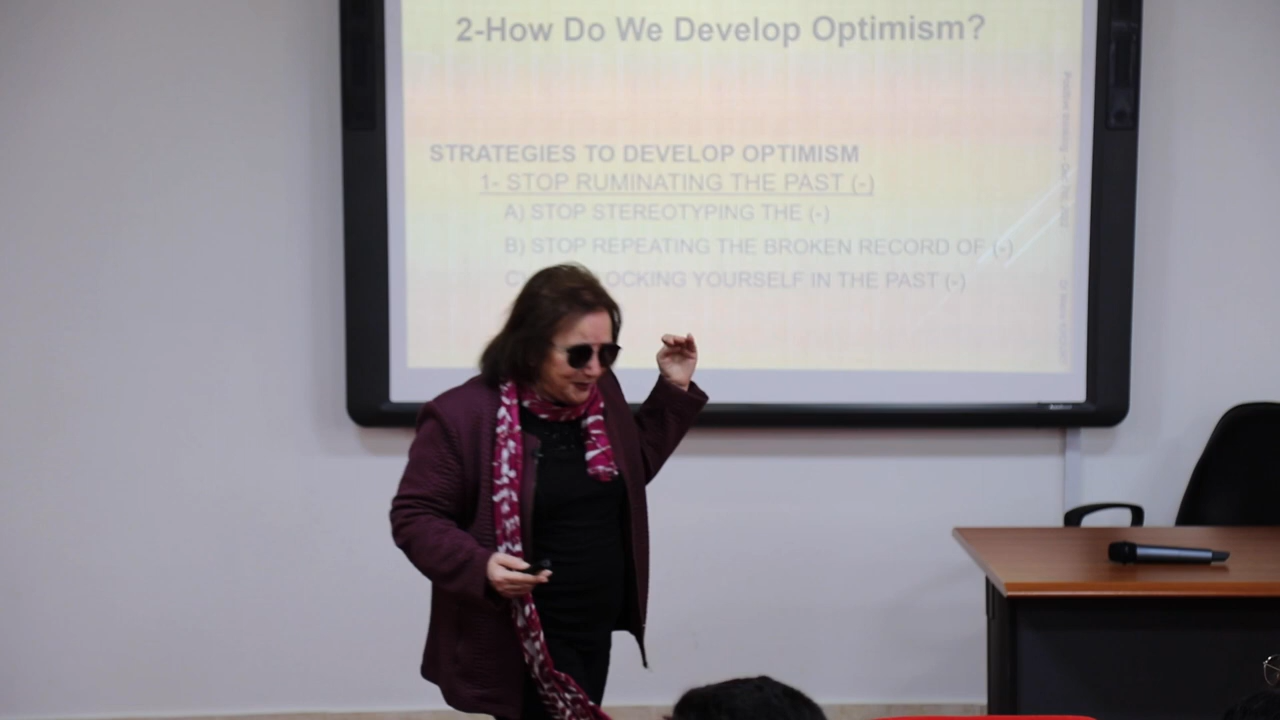 2-How Do We Develop Optimism?
STRATEGIES TO DEVELOP OPTIMISM
1- STOP RUMINATING THE PAST (-)
A) STOP STEREOTYPING THE (-)
B) STOP REPEATING THE BROKEN RECORD OF (-)
YOURSELF IN THE PAST (-)